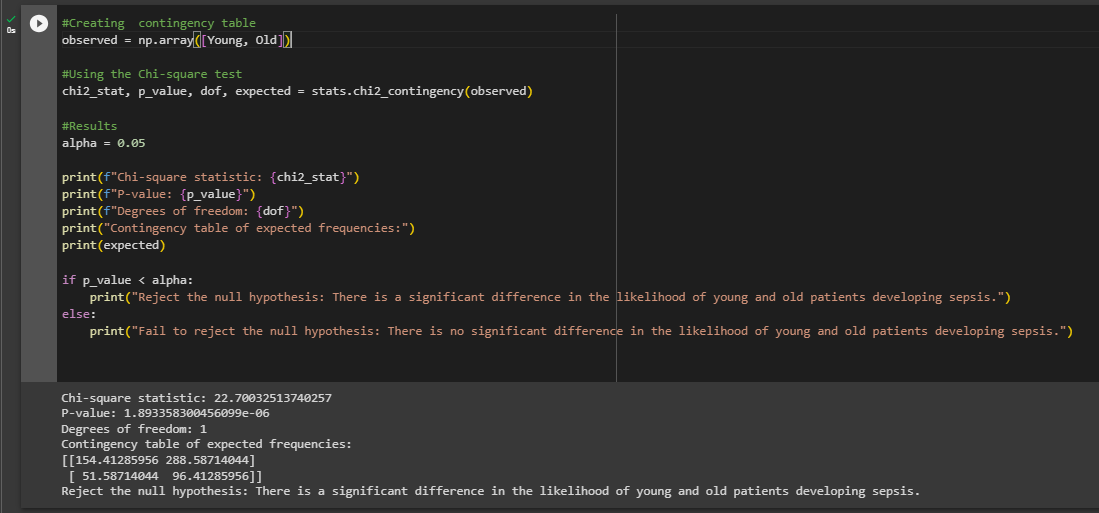 0s
#Creating  contingency table
observed = np.array([Young, Old])
#Using the Chi-square test
chi2_stat, p_value, dof, expected = stats.chi2_contingency(observed)
#Results
alpha = 0.05
print(f"Chi-square statistic: {chi2_stat}")
print(f"P-value: {p_value}")
print(f"Degrees of freedom: {dof}")
print("Contingency table of expected frequencies:")
print(expected)
if p_value < alpha:
    print("Reject the null hypothesis: There is a significant difference in the likelihood of young and old patients developing sepsis.")
else:
    print("Fail to reject the null hypothesis: There is no significant difference in the likelihood of young and old patients developing sepsis.")
Chi-square statistic: 22.70032513740257
P-value: 1.893358300456099e-06
Degrees of freedom: 1
Contingency table of expected frequencies:
[[154.41285956 288.58714044]
 [ 51.58714044  96.41285956]]
Reject the null hypothesis: There is a significant difference in the likelihood of young and old patients developing sepsis.